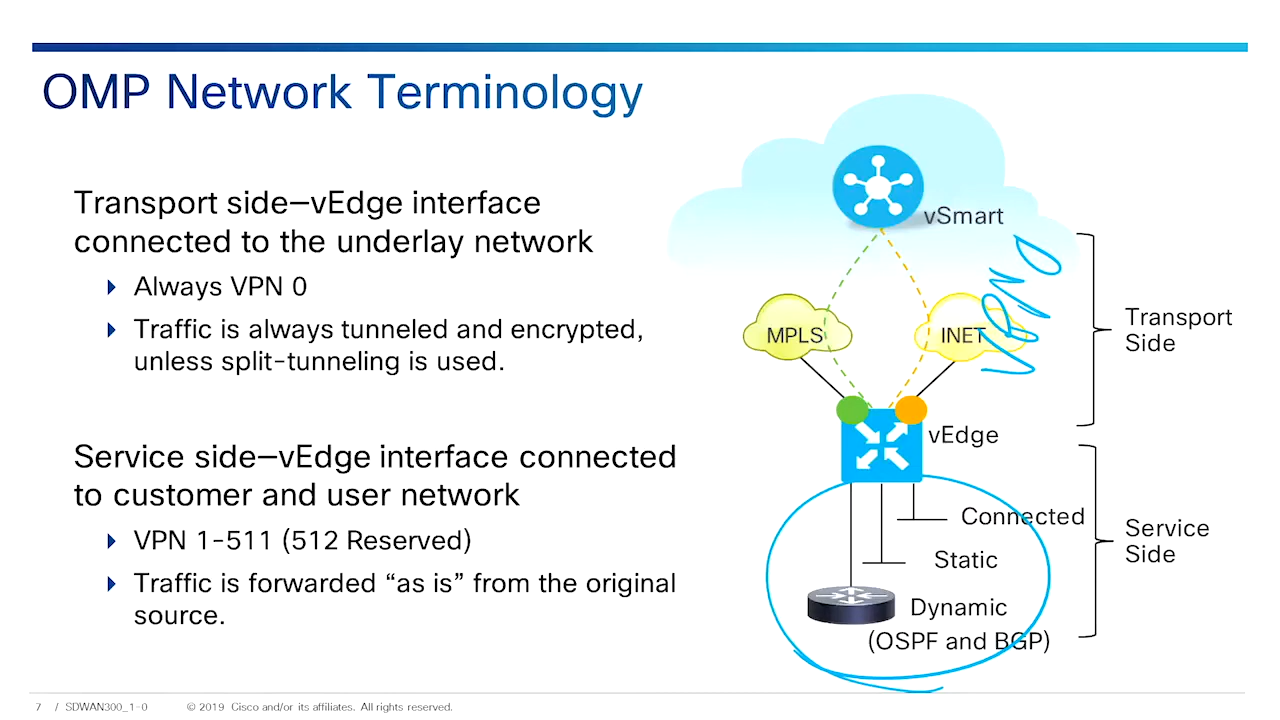 OMP Network Terminology
Transport side—vEdge interface
connected to the underlay network
Always VPN 0
Traffic is always tunneled and encrypted,
unless split-tunneling is used.
Service side—vEdge interface connected
to customer and user network
VPN 1-511 (512 Reserved)
Traffic is forwarded “as is” from the original
source.
vSmart
VPN 0
MPLS
INET
Transport
Side
vEdge
Connected
Static
Dynamic
(OSPF and BGP)
Service
Side
7 / SDWAN300_1-0 © 2019 Cisco and/or its affiliates. All rights reserved.